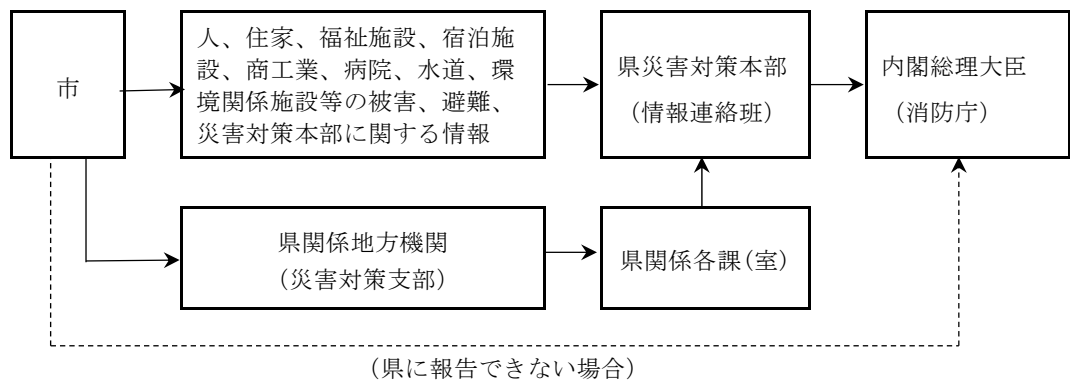 市
人、住家、福祉施設、宿泊施
設、商工業、病院、水道、環
境関係施設等の被害、避難、
災害対策本部に関する情報
県災害対策本部
（情報連絡班）
内閣総理大臣
（消防庁）
県関係地方機関
（災害対策支部）
県関係各課（室）
（県に報告できない場合）